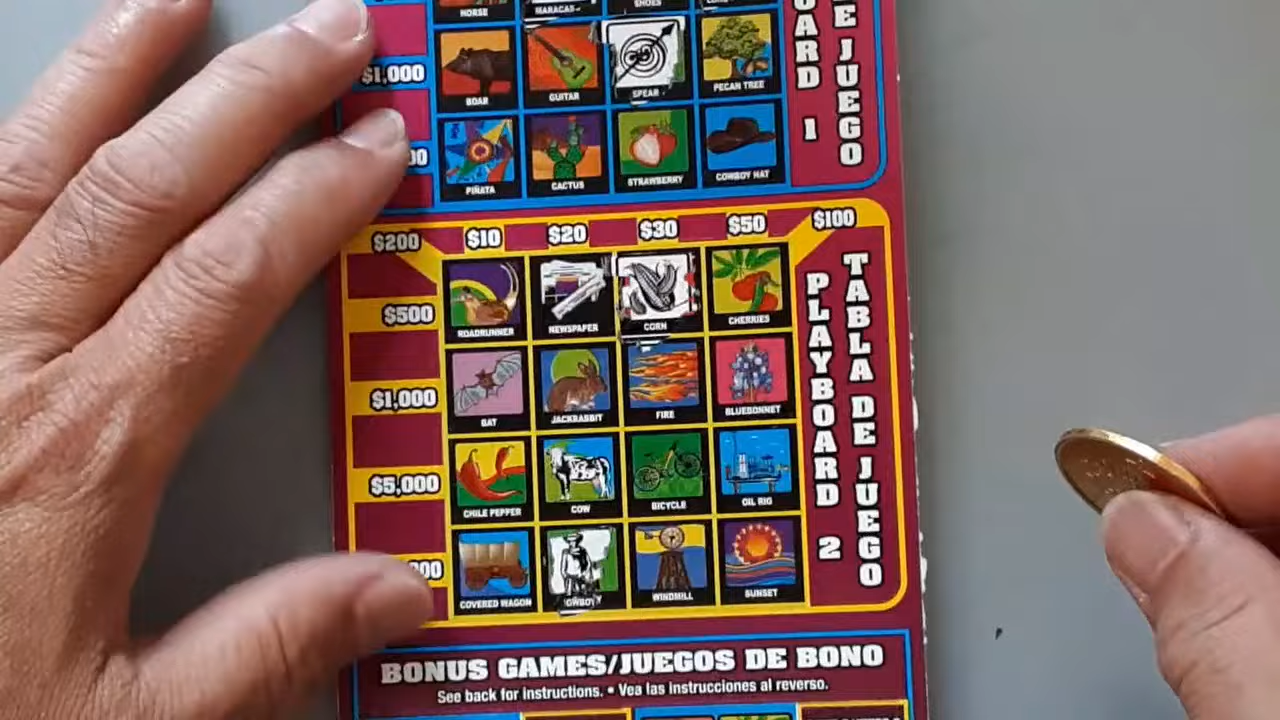 HORSE MARACAS SHOES
$1,000
BOAR GUITAR SPEAR PECAN TREE
PIÑATA CACTUS STRAWBERRY COWBOY HAT
E JUEGO
OARD 1
$200 $10 $20 $30 $50 $100
$500
ROADRUNNER NEWSPAPER CORN CHERRIES
$1,000
BAT JACKRABBIT FIRE BLUEBONNET
$5,000
CHILE PEPPER COW BICYCLE OIL RIG
COVERED WAGON COWBOY WINDMILL SUNSET
TABLA DE JUEGO
PLAYBOARD 2
BONUS GAMES/JUEGOS DE BONO
See back for instructions. • Vea las instrucciones al reverso.